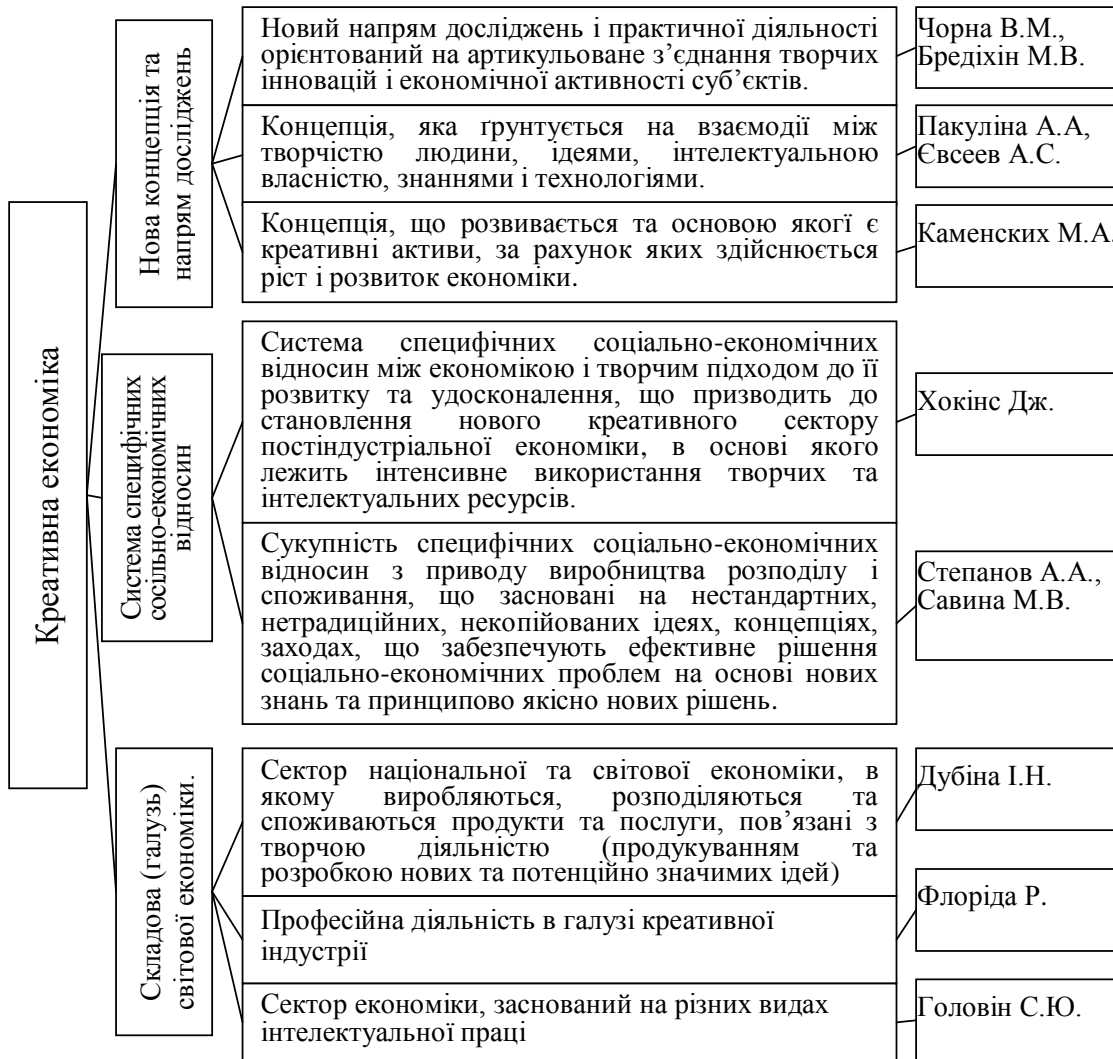 Креативна економіка
Нова концепція та
напрям досліджень
Новий напрям досліджень і практичної діяльності
орієнтований на артикульоване з’єднання творчих
інновацій і економічної активності суб’єктів.
Чорна В.М.,
Бредіхін М.В.
Концепція, яка ґрунтується на взаємодії між
творчістю людини, ідеями, інтелектуальною
власністю, знаннями і технологіями.
Пакуліна А.А,
Євсеев А.С.
Концепція, що розвивається та основою якогї є
креативні активи, за рахунок яких здійснюється
ріст і розвиток економіки.
Каменских М.А.
Система специфічних
сосільно-економічних
відносин
Система специфічних соціально-економічних
відносин між економікою і творчим підходом до її
розвитку та удосконалення, що призводить до
становлення нового креативного сектору
постіндустріальної економіки, в основі якого
лежить інтенсивне використання творчих та
інтелектуальних ресурсів.
Хокінс Дж.
Сукупність специфічних соціально-економічних
відносин з приводу виробництва розподілу і
споживання, що засновані на нестандартних,
нетрадиційних, некопійованих ідеях, концепціях,
заходах, що забезпечують ефективне рішення
соціально-економічних проблем на основі нових
знань та принципово якісно нових рішень.
Степанов А.А.,
Савина М.В.
Складова (галузь)
світової економіки.
Сектор національної та світової економіки, в
якому виробляються, розподіляються та
споживаються продукти та послуги, пов’язані з
творчою діяльністю (продукуванням та
розробкою нових та потенційно значимих ідей)
Дубіна І.Н.
Професійна діяльність в галузі креативної
індустрії
Флоріда Р.
Сектор економіки, заснований на різних видах
інтелектуальної праці
Головін С.Ю.